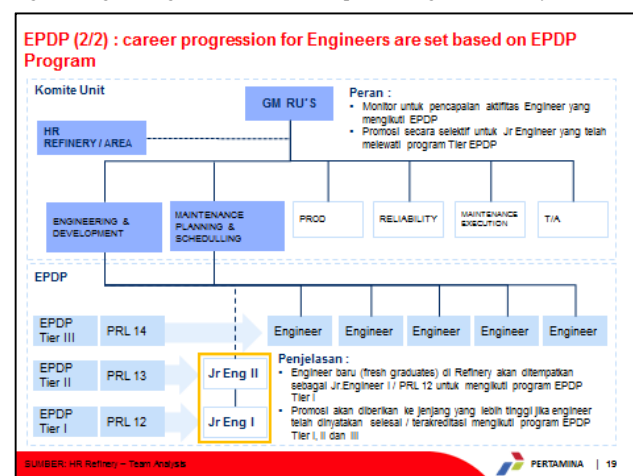 EPDP (2/2) : career progression for Engineers are set based on EPDP
Program
Komite Unit
GM RU'S
HR
REFINERY / AREA
Peran :
• Monitor untuk pencapaian aktifitas Engineer yang
mengikuti EPDP
• Promosi secara selektif untuk Jr Engineer yang telah
melewati program Tier EPDP
ENGINEERING &
DEVELOPMENT
MAINTENANCE
PLANNING &
SCHEDULLING
PROD
RELIABILITY
MAINTENANCE
EXECUTION
T/A
EPDP
EPDP
Tier III
PRL 14
Engineer
Engineer
Engineer
Engineer
Engineer
EPDP
Tier II
PRL 13
Jr Eng II
EPDP
Tier I
PRL 12
Jr Eng I
Penjelasan :
• Engineer baru (fresh graduates) di Refinery akan ditempatkan
sebagai Jr.Engineer I / PRL 12 untuk mengikuti program EPDP
Tier I
• Promosi akan diberikan ke jenjang yang lebih tinggi jika engineer
telah dinyatakan selesai / terakreditasi mengikuti program EPDP
Tier I, II dan III
SUMBER: HR Refinery – Team Analysis
PERTAMINA | 19